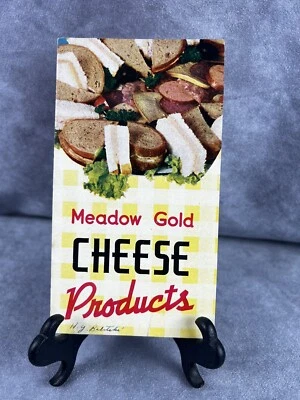 Meadow Gold
CHEESE
Products
H. J.